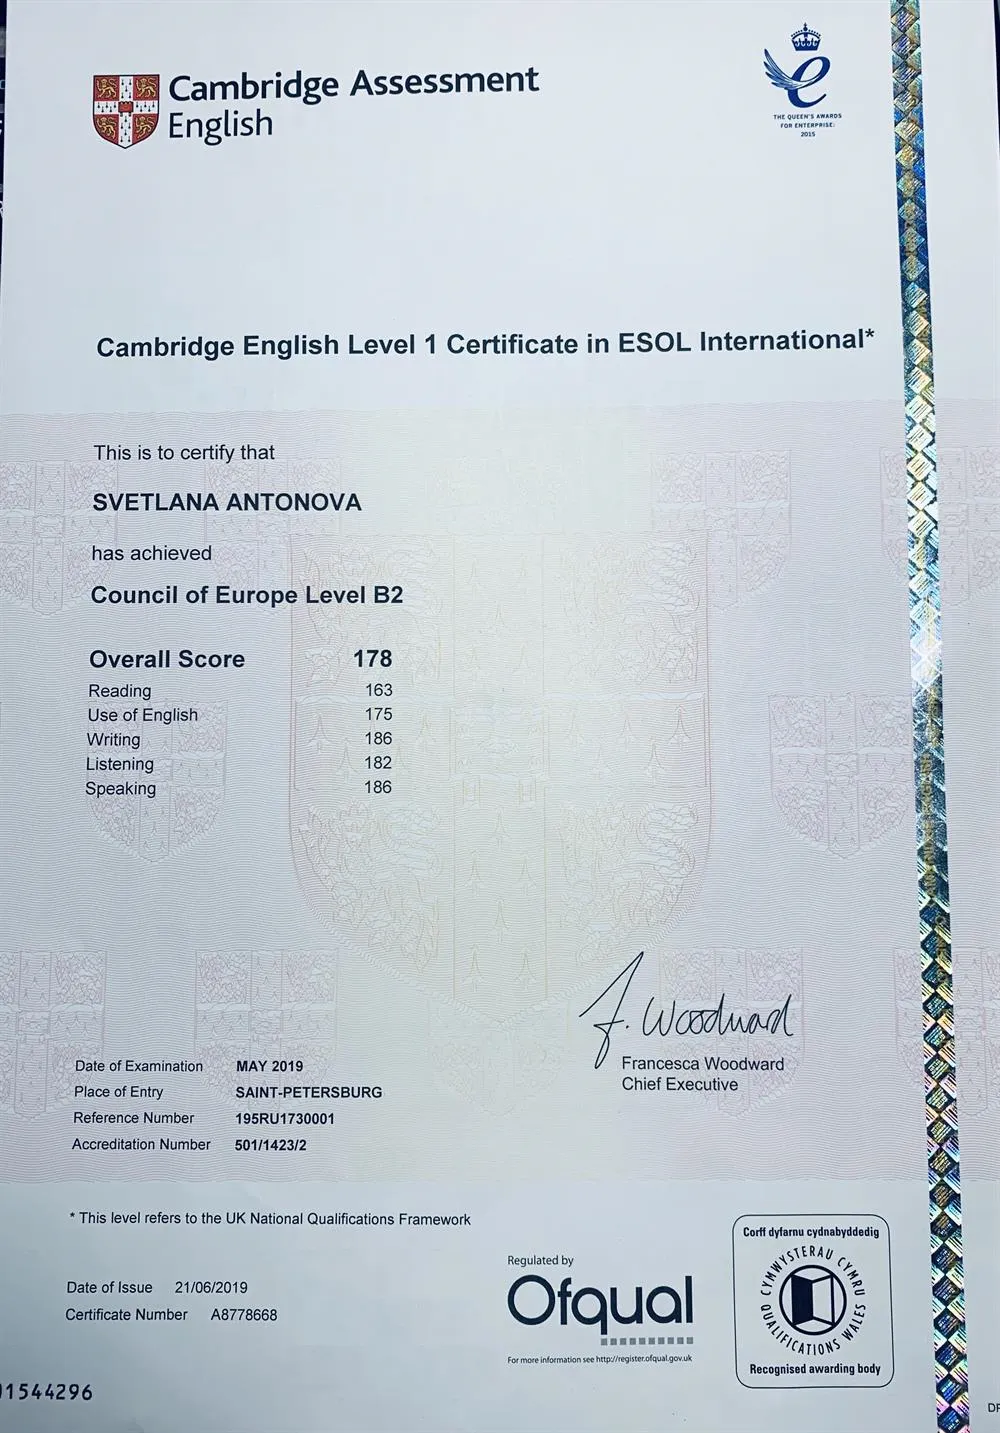 Cambridge Assessment
English
THE QUEEN'S AWARDS
FOR ENTERPRISE:
2015
Cambridge English Level 1 Certificate in ESOL International*
This is to certify that
SVETLANA ANTONOVA
has achieved
Council of Europe Level B2
Overall Score 178
Reading 163
Use of English 175
Writing 186
Listening 182
Speaking 186
F. Woodward
Francesca Woodward
Chief Executive
Date of Examination MAY 2019
Place of Entry SAINT-PETERSBURG
Reference Number 195RU1730001
Accreditation Number 501/1423/2
* This level refers to the UK National Qualifications Framework
Date of Issue 21/06/2019
Certificate Number A8778668
Regulated by
Ofqual
For more information see http://register.ofqual.gov.uk
Corff dyfarnu cydnabyddedig
CYMWYSTERAU CYMRU
QUALIFICATIONS WALES
Recognised awarding body
1544296